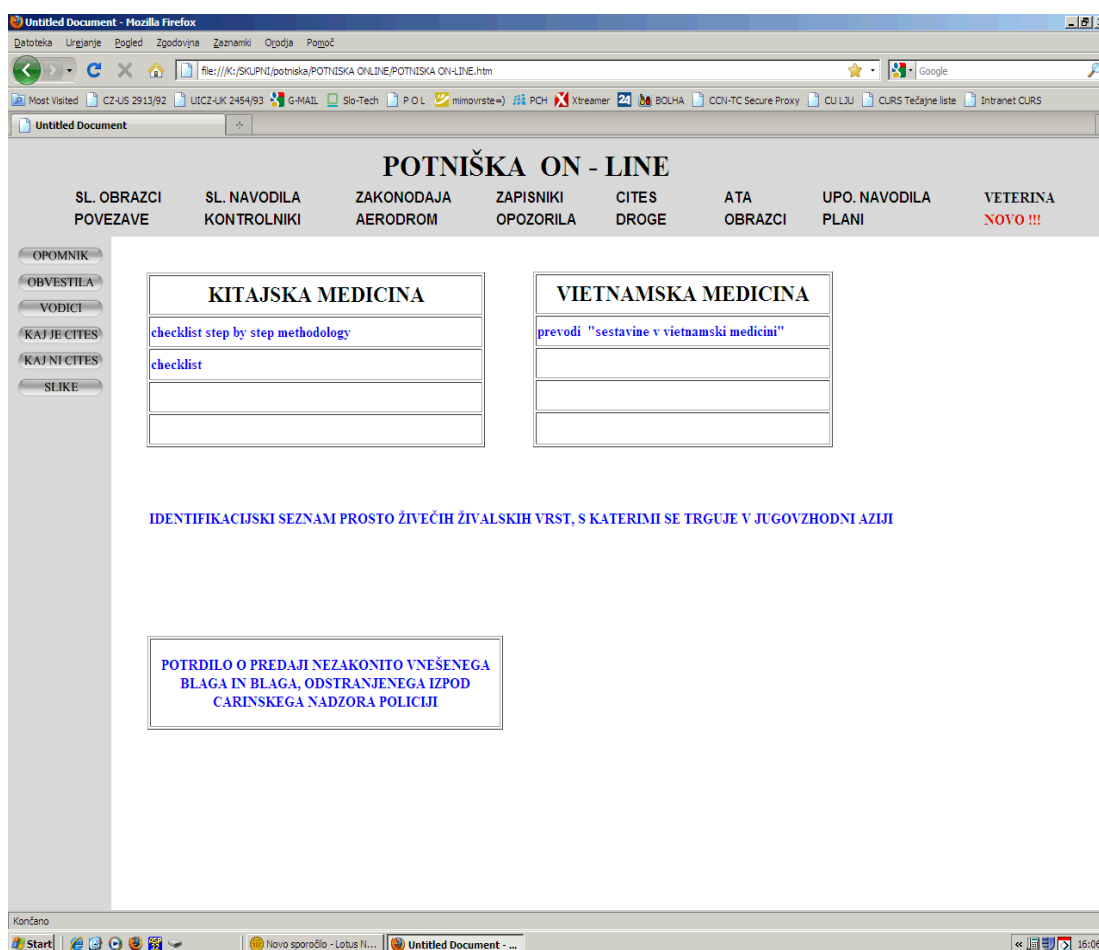 Untitled Document - Mozilla Firefox
Datoteka Urejanje Pogled Zgodovina Zaznamki Orodja Pomoč
file:///K:/SKUPNI/potniska/POTNISKA ONLINE/POTNISKA ON-LINE.htm Google
Most Visited CZ-US 2913/92 UICZ-UK 2454/93 G-MAIL Slo-Tech P O L mimovrste=) PCH Xtreamer 24 BOLHA CCN-TC Secure Proxy CU LJU CURS Tečajne liste Intranet CURS
Untitled Document
POTNIŠKA ON - LINE
SL. OBRAZCI SL. NAVODILA ZAKONODAJA ZAPISNIKI CITES ATA UPO. NAVODILA VETERINA
POVEZAVE KONTROLNIKI AERODROM OPOZORILA DROGE OBRAZCI PLANI NOVO !!!
OPOMNIK
OBVESTILA
VODICI
KAJ JE CITES
KAJ NI CITES
SLIKE
KITAJSKA MEDICINA
checklist step by step methodology
checklist
VIETNAMSKA MEDICINA
prevodi "sestavine v vietnamski medicini"
IDENTIFIKACIJSKI SEZNAM PROSTO ŽIVEČIH ŽIVALSKIH VRST, S KATERIMI SE TRGUJE V JUGOVZHODNI AZIJI
POTRDILO O PREDAJI NEZAKONITO VNEŠENEGA
BLAGA IN BLAGA, ODSTRANJENEGA IZPOD
CARINSKEGA NADZORA POLICIJI
Končano
Start Novo sporočilo - Lotus N... Untitled Document - ... 16:06